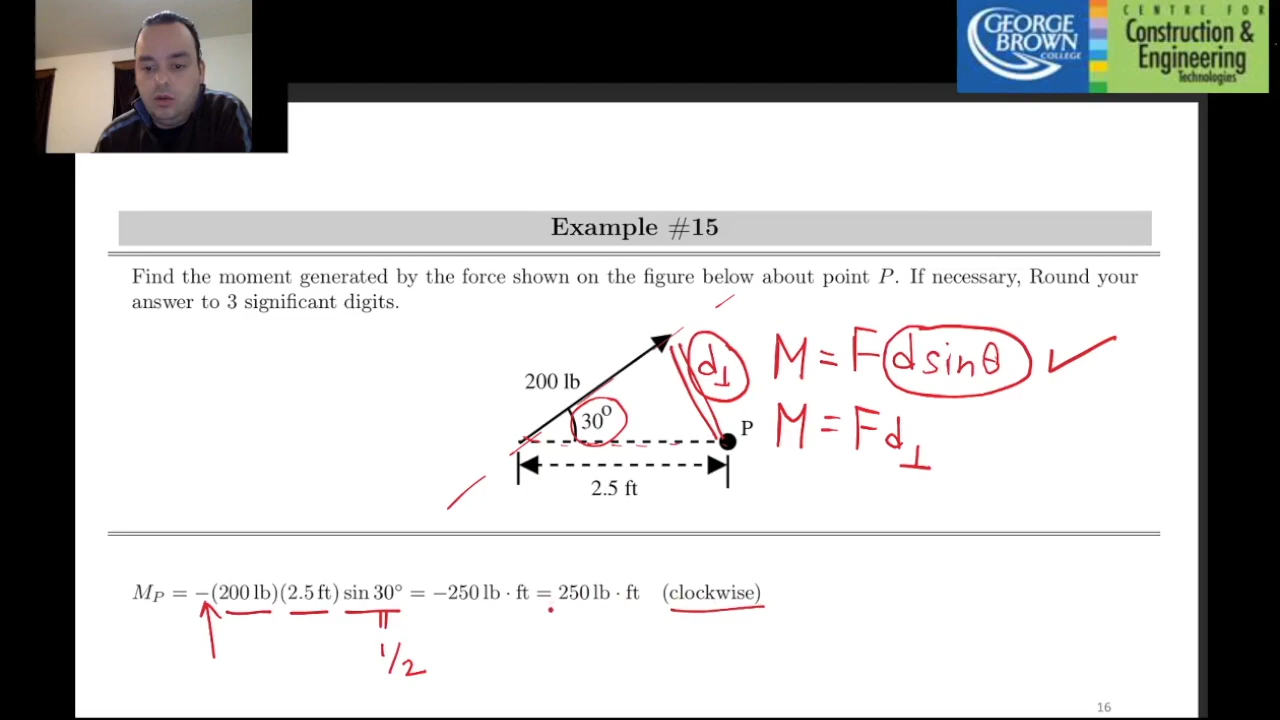 GEORGE
BROWN
COLLEGE
CENTRE FOR
Construction &
Engineering
Technologies
Example #15
Find the moment generated by the force shown on the figure below about point P. If necessary, Round your
answer to 3 significant digits.
200 lb
30°
d⊥
P
2.5 ft
M = F d sin θ
M = F d⊥
M_P = −(200 lb)(2.5 ft) sin 30° = −250 lb · ft = 250 lb · ft (clockwise)
1/2
16